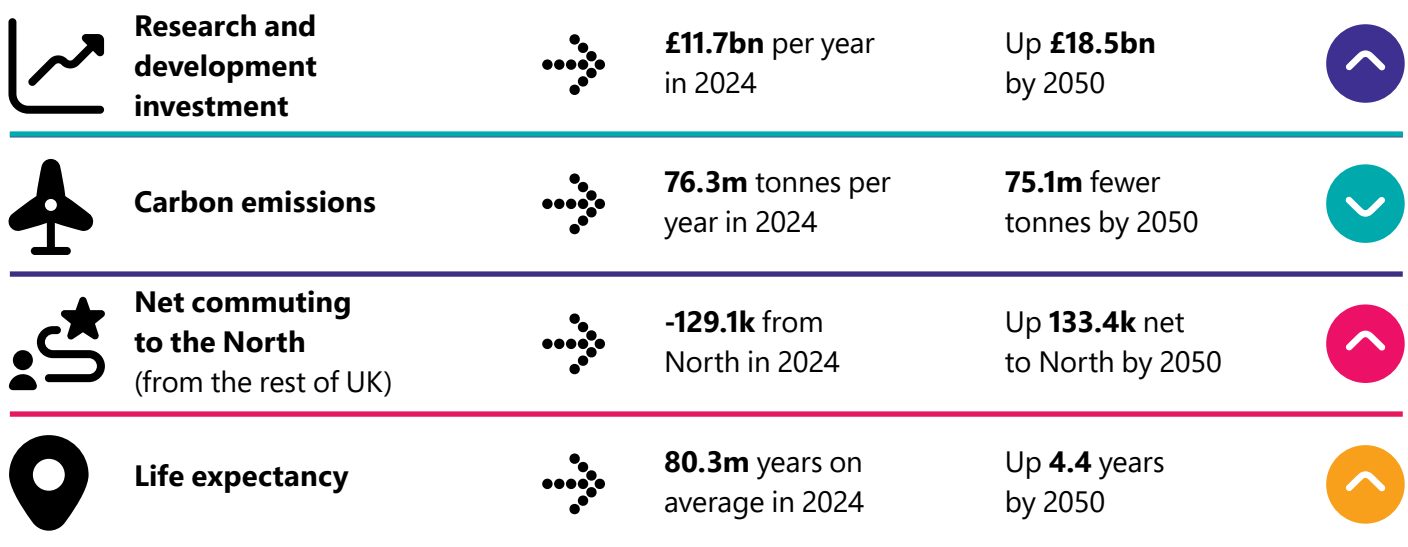 Research and
development
investment
£11.7bn per year
in 2024
Up £18.5bn
by 2050
Carbon emissions
76.3m tonnes per
year in 2024
75.1m fewer
tonnes by 2050
Net commuting
to the North
(from the rest of UK)
-129.1k from
North in 2024
Up 133.4k net
to North by 2050
Life expectancy
80.3m years on
average in 2024
Up 4.4 years
by 2050